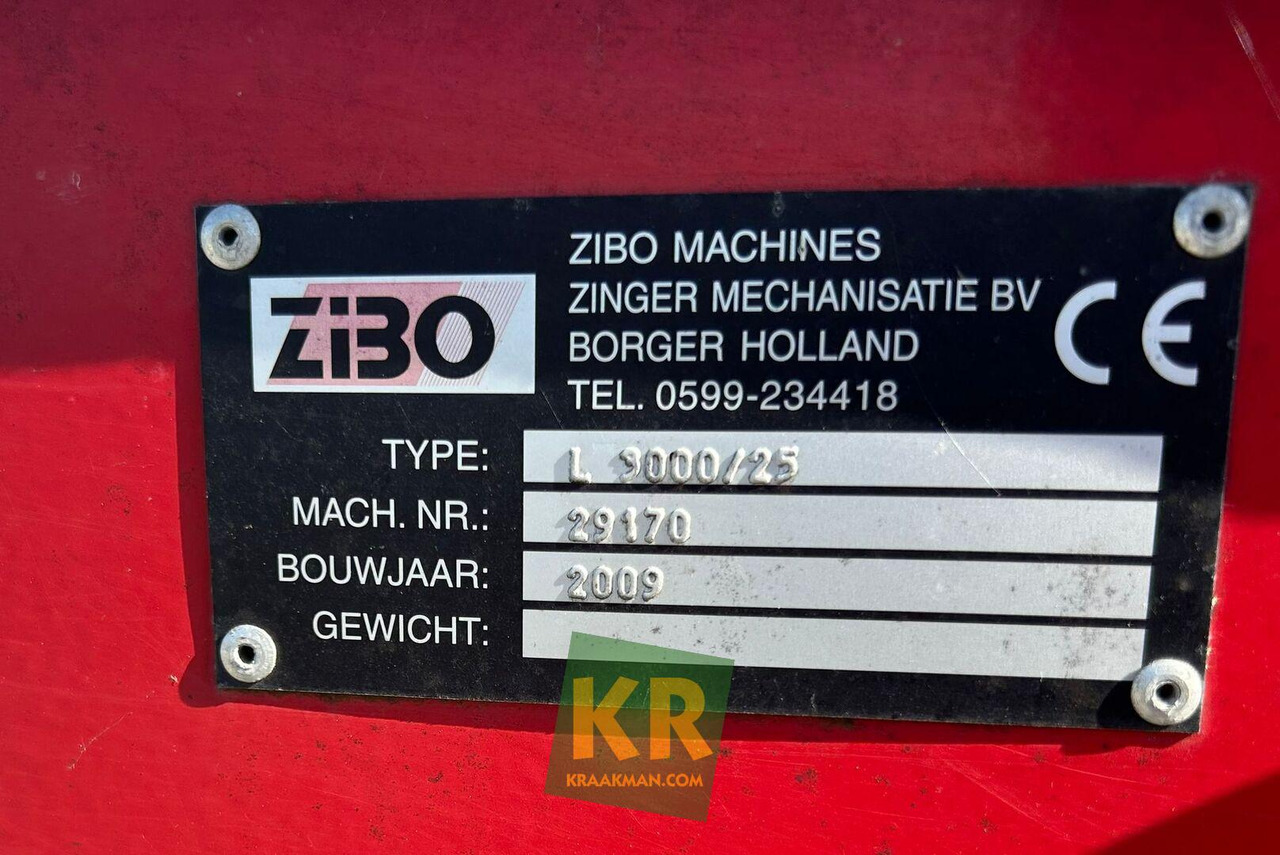 ZIBO MACHINES
ZINGER MECHANISATIE BV
BORGER HOLLAND
TEL. 0599-234418
ZiBO
CE
TYPE: L 9000/25
MACH. NR.: 29170
BOUWJAAR: 2009
GEWICHT:
KR
KRAAKMAN.COM